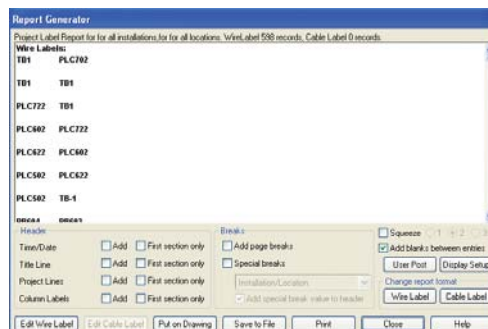 Report Generator
Project Label Report for for all installations,for for all locations. WireLabel 598 records, Cable Label 0 records.
Wire Labels:
TB1 PLC702
TB1 TB1
PLC722 TB1
PLC602 PLC722
PLC622 PLC602
PLC502 PLC622
PLC502 TB-1
Header
Time/Date Add First section only
Title Line Add First section only
Project Lines Add First section only
Column Labels Add First section only
Breaks
Add page breaks
Special breaks
Installation/Location
Add special break value to header
Squeeze 1 2 3
Add blanks between entries
User Post Display Setup
Change report format
Wire Label Cable Label
Edit Wire Label Edit Cable Label Put on Drawing Save to File Print Close Help